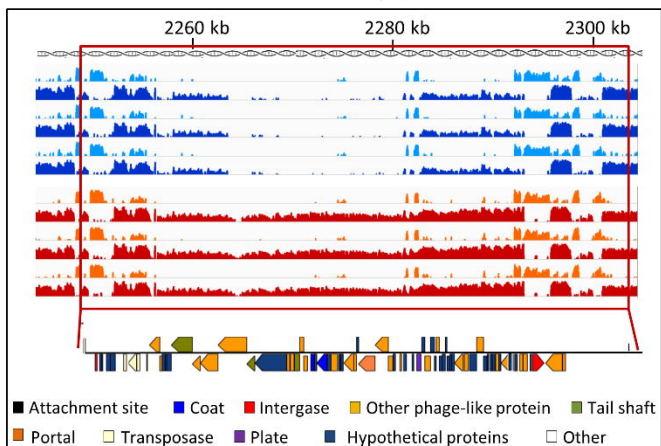 2260 kb 2280 kb 2300 kb
Attachment site Coat Intergase Other phage-like protein Tail shaft
Portal Transposase Plate Hypothetical proteins Other